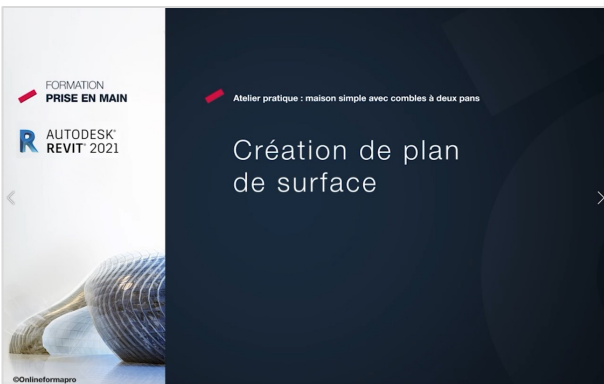 FORMATION
PRISE EN MAIN
R AUTODESK®
REVIT® 2021
Atelier pratique : maison simple avec combles à deux pans
Création de plan
de surface
©Onlineformapro